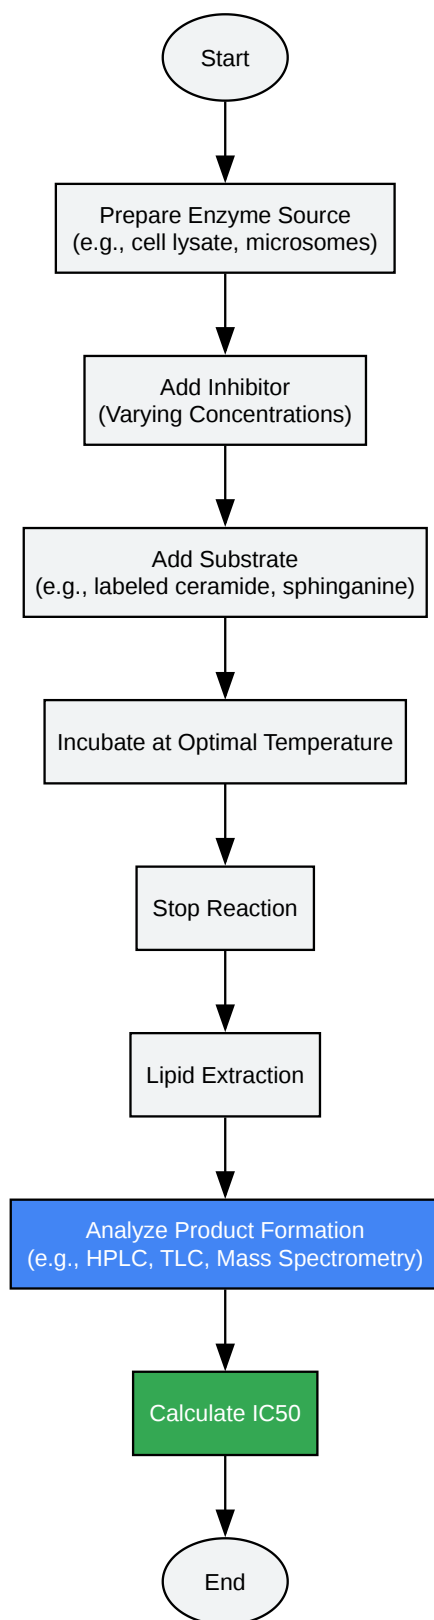 Start
Prepare Enzyme Source
(e.g., cell lysate, microsomes)
Add Inhibitor
(Varying Concentrations)
Add Substrate
(e.g., labeled ceramide, sphinganine)
Incubate at Optimal Temperature
Stop Reaction
Lipid Extraction
Analyze Product Formation
(e.g., HPLC, TLC, Mass Spectrometry)
Calculate IC50
End